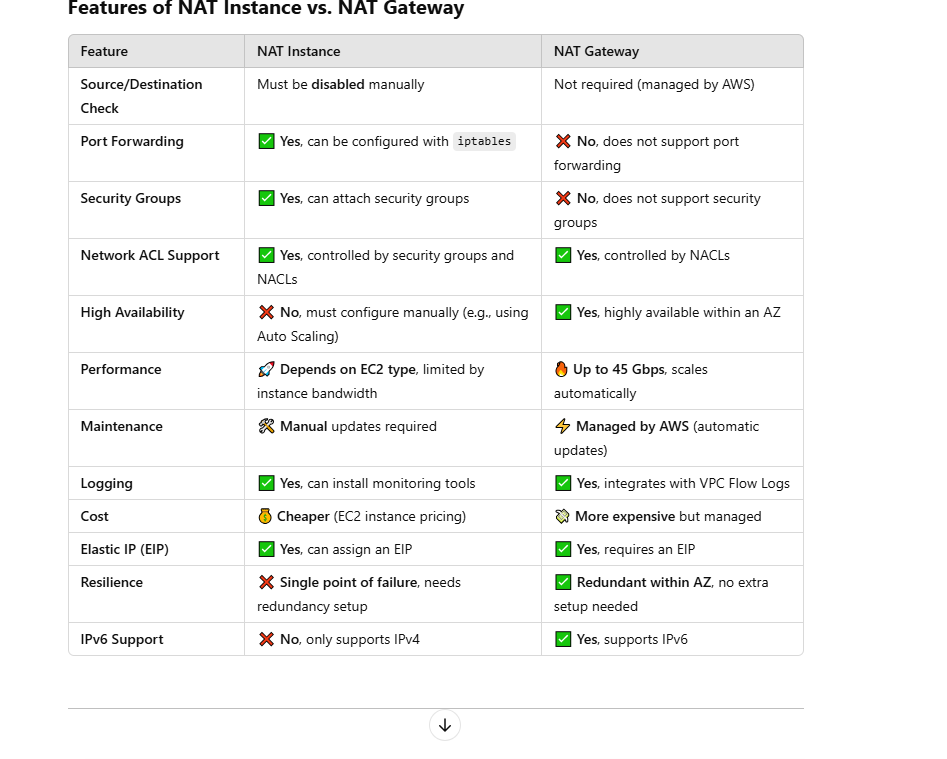 Features of NAT Instance vs. NAT Gateway
Feature NAT Instance NAT Gateway
Source/Destination Check Must be disabled manually Not required (managed by AWS)
Port Forwarding ✅ Yes, can be configured with iptables ❌ No, does not support port forwarding
Security Groups ✅ Yes, can attach security groups ❌ No, does not support security groups
Network ACL Support ✅ Yes, controlled by security groups and NACLs ✅ Yes, controlled by NACLs
High Availability ❌ No, must configure manually (e.g., using Auto Scaling) ✅ Yes, highly available within an AZ
Performance 🚀 Depends on EC2 type, limited by instance bandwidth 🔥 Up to 45 Gbps, scales automatically
Maintenance 🛠 Manual updates required ⚡ Managed by AWS (automatic updates)
Logging ✅ Yes, can install monitoring tools ✅ Yes, integrates with VPC Flow Logs
Cost 💰 Cheaper (EC2 instance pricing) 💸 More expensive but managed
Elastic IP (EIP) ✅ Yes, can assign an EIP ✅ Yes, requires an EIP
Resilience ❌ Single point of failure, needs redundancy setup ✅ Redundant within AZ, no extra setup needed
IPv6 Support ❌ No, only supports IPv4 ✅ Yes, supports IPv6